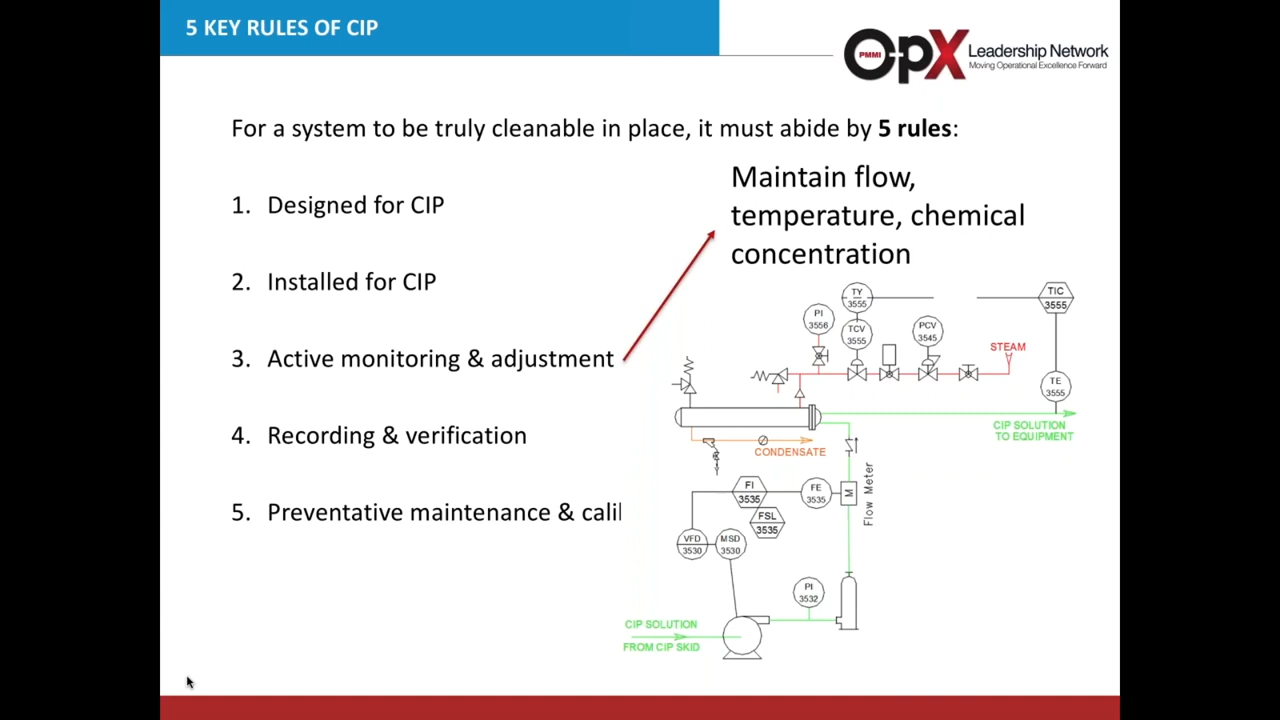 5 KEY RULES OF CIP
OpX
PMMI
Leadership Network
Moving Operational Excellence Forward
For a system to be truly cleanable in place, it must abide by 5 rules:
1. Designed for CIP
2. Installed for CIP
3. Active monitoring & adjustment
4. Recording & verification
5. Preventative maintenance & cali
Maintain flow,
temperature, chemical
concentration
TY
3555
TIC
3555
PI
3556
TCV
3555
PCV
3545
STEAM
TE
3555
CIP SOLUTION
TO EQUIPMENT
CONDENSATE
FI
3535
FE
3535
M
Flow Meter
FSL
3535
VFD
3530
MSD
3530
PI
3532
CIP SOLUTION
FROM CIP SKID